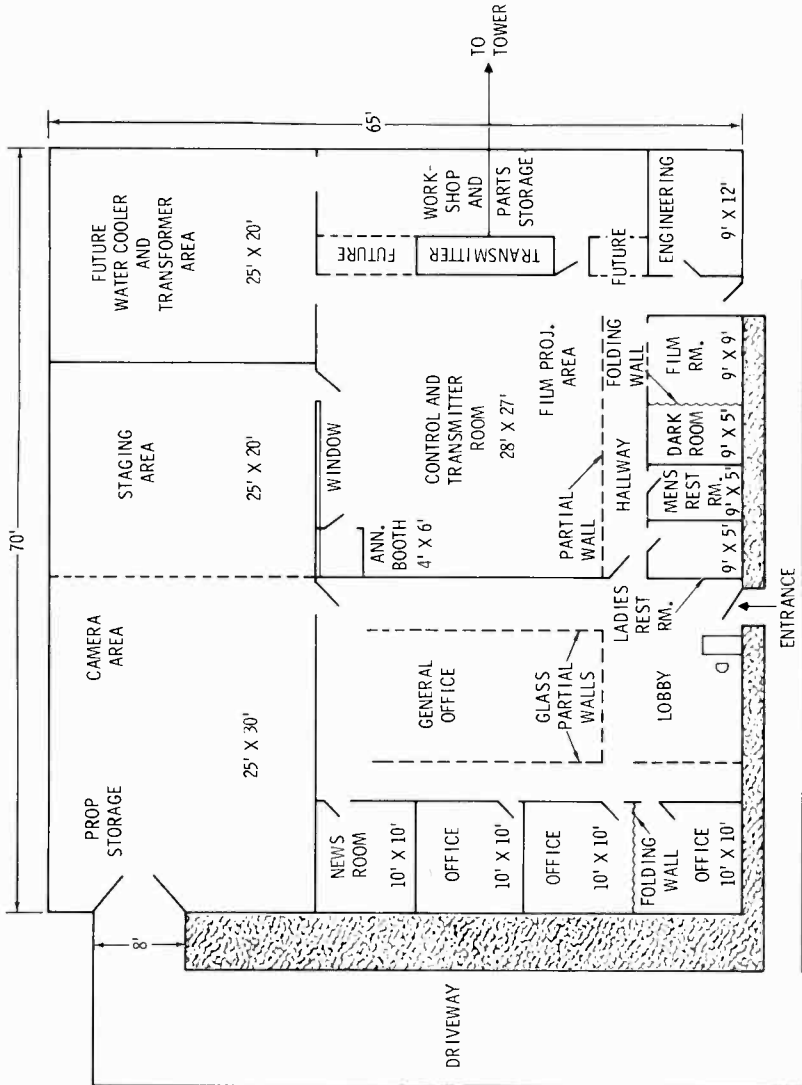 70'
65'
8'
PROP
STORAGE
CAMERA
AREA
25' X 30'
STAGING
AREA
25' X 20'
FUTURE
WATER COOLER
AND
TRANSFORMER
AREA
25' X 20'
WINDOW
ANN.
BOOTH
4' X 6'
CONTROL AND
TRANSMITTER
ROOM
28' X 27'
FILM PROJ.
AREA
FUTURE
TRANSMITTER
FUTURE
WORK-
SHOP
AND
PARTS
STORAGE
TO
TOWER
ENGINEERING
9' X 12'
NEWS
ROOM
10' X 10'
OFFICE
10' X 10'
OFFICE
10' X 10'
FOLDING
WALL
OFFICE
10' X 10'
GENERAL
OFFICE
GLASS
PARTIAL
WALLS
LOBBY
PARTIAL
WALL
HALLWAY
FOLDING
WALL
LADIES
REST
RM.
9' X 5'
MENS
REST
RM.
9' X 5'
DARK
ROOM
9' X 5'
FILM
RM.
9' X 9'
ENTRANCE
DRIVEWAY